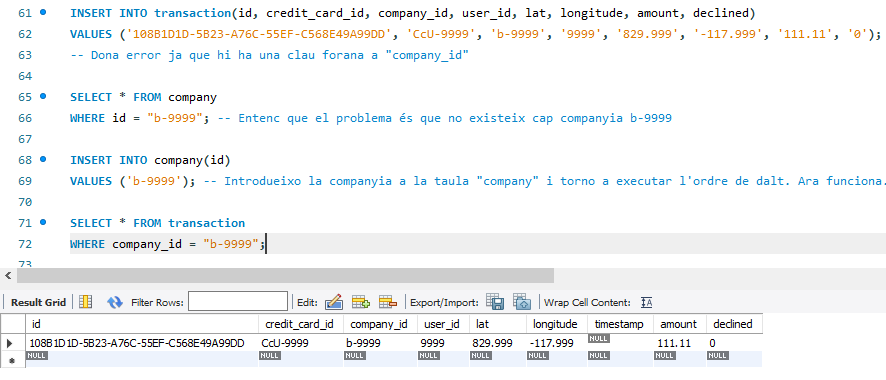 61 INSERT INTO transaction(id, credit_card_id, company_id, user_id, lat, longitude, amount, declined)
62 VALUES ('108B1D1D-5B23-A76C-55EF-C568E49A99DD', 'CcU-9999', 'b-9999', '9999', '829.999', '-117.999', '111.11', '0');
63 -- Dona error ja que hi ha una clau forana a "company_id"
64
65 SELECT * FROM company
66 WHERE id = "b-9999"; -- Entenc que el problema és que no existeix cap companyia b-9999
67
68 INSERT INTO company(id)
69 VALUES ('b-9999'); -- Introdueixo la companyia a la taula "company" i torno a executar l'ordre de dalt. Ara funciona.
70
71 SELECT * FROM transaction
72 WHERE company_id = "b-9999";
73
Result Grid Filter Rows: Edit: Export/Import: Wrap Cell Content: IA
id credit_card_id company_id user_id lat longitude timestamp amount declined
108B1D1D-5B23-A76C-55EF-C568E49A99DD CcU-9999 b-9999 9999 829.999 -117.999 NULL 111.11 0
NULL NULL NULL NULL NULL NULL NULL NULL NULL